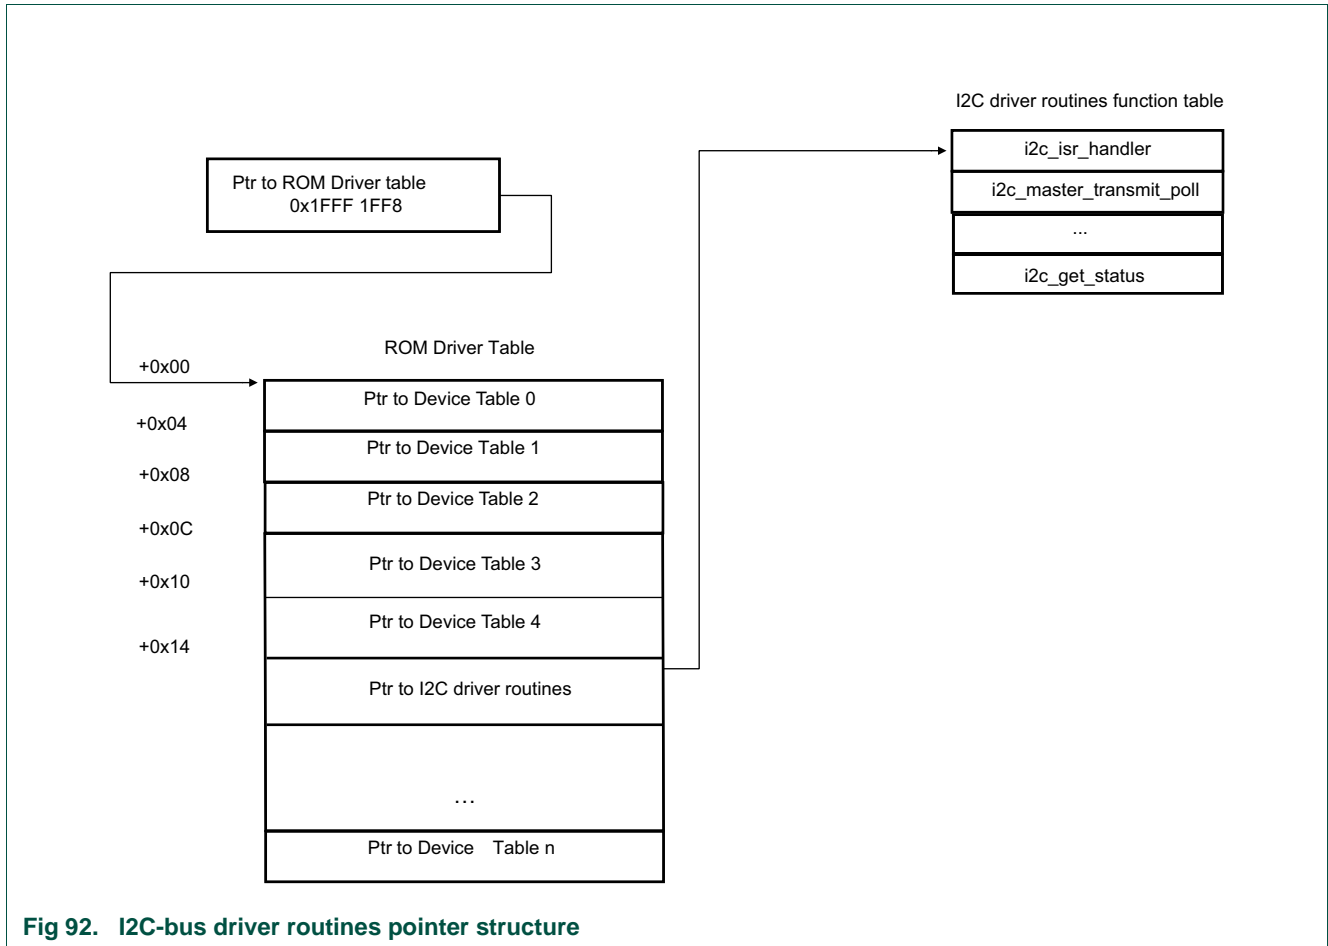 I2C driver routines function table
i2c_isr_handler
i2c_master_transmit_poll
...
i2c_get_status
Ptr to ROM Driver table
0x1FFF 1FF8
ROM Driver Table
+0x00
Ptr to Device Table 0
+0x04
Ptr to Device Table 1
+0x08
Ptr to Device Table 2
+0x0C
Ptr to Device Table 3
+0x10
Ptr to Device Table 4
+0x14
Ptr to I2C driver routines
...
Ptr to Device Table n
Fig 92. I2C-bus driver routines pointer structure